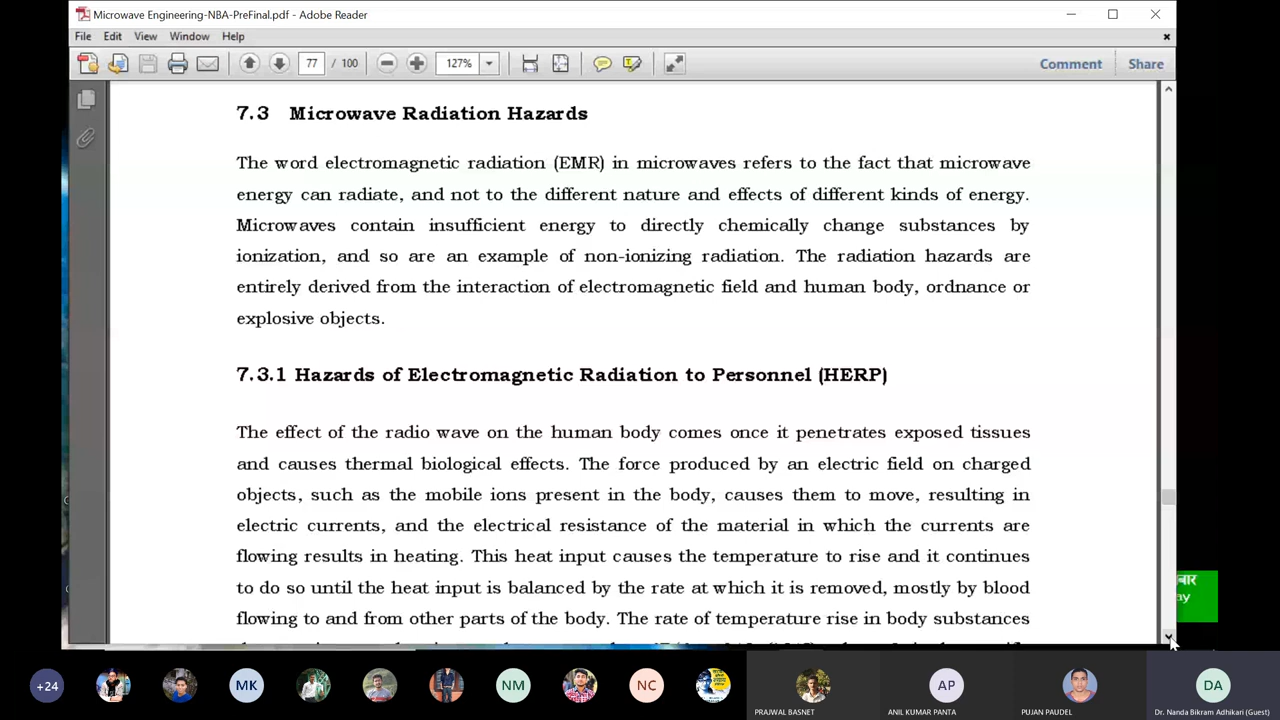 Microwave Engineering-NBA-PreFinal.pdf - Adobe Reader
File Edit View Window Help
77 / 100 127% Comment Share
7.3 Microwave Radiation Hazards
The word electromagnetic radiation (EMR) in microwaves refers to the fact that microwave
energy can radiate, and not to the different nature and effects of different kinds of energy.
Microwaves contain insufficient energy to directly chemically change substances by
ionization, and so are an example of non-ionizing radiation. The radiation hazards are
entirely derived from the interaction of electromagnetic field and human body, ordnance or
explosive objects.
7.3.1 Hazards of Electromagnetic Radiation to Personnel (HERP)
The effect of the radio wave on the human body comes once it penetrates exposed tissues
and causes thermal biological effects. The force produced by an electric field on charged
objects, such as the mobile ions present in the body, causes them to move, resulting in
electric currents, and the electrical resistance of the material in which the currents are
flowing results in heating. This heat input causes the temperature to rise and it continues
to do so until the heat input is balanced by the rate at which it is removed, mostly by blood
flowing to and from other parts of the body. The rate of temperature rise in body substances
+24 MK NM NC AP DA
PRAJWAL BASNET ANIL KUMAR PANTA PUJAN PAUDEL Dr. Nanda Bikram Adhikari (Guest)